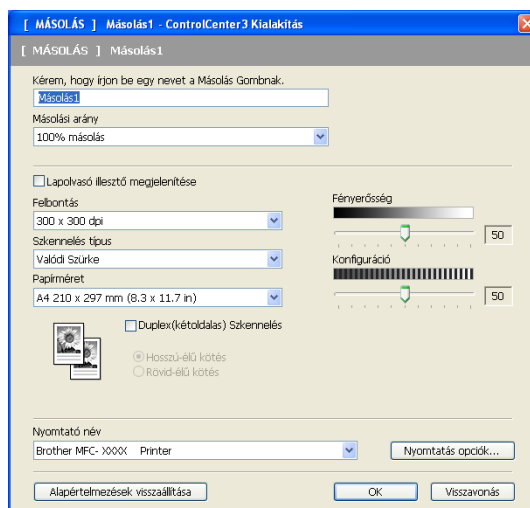 [ MÁSOLÁS ] Másolás1 - ControlCenter3 Kialakítás
[ MÁSOLÁS ] Másolás1
Kérem, hogy írjon be egy nevet a Másolás Gombnak.
Másolás1
Másolási arány
100% másolás
Lapolvasó illesztő megjelenítése
Felbontás
300 x 300 dpi
Szkennelés típus
Valódi Szürke
Papírméret
A4 210 x 297 mm (8.3 x 11.7 in)
Fényerősség
50
Konfiguráció
50
Duplex(kétoldalas) Szkennelés
Hosszú-élű kötés
Rövid-élű kötés
Nyomtató név
Brother MFC- XXXX Printer
Nyomtatás opciók...
Alapértelmezések visszaállítása
OK
Visszavonás